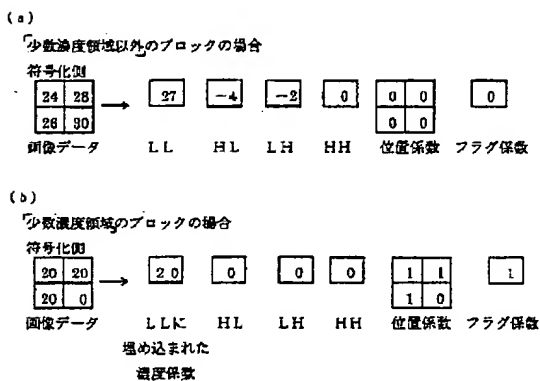 (a)
「少数濃度領域以外」のブロックの場合
符号化側
24 28 → 27 -4 -2 0 0 0 0
26 30 0 0
画像データ LL HL LH HH 位置係数 フラグ係数
(b)
「少数濃度領域」のブロックの場合
符号化側
20 20 → 20 0 0 0 1 1 1
20 0 1 0
画像データ LLに HL LH HH 位置係数 フラグ係数
埋め込まれた
濃度係数